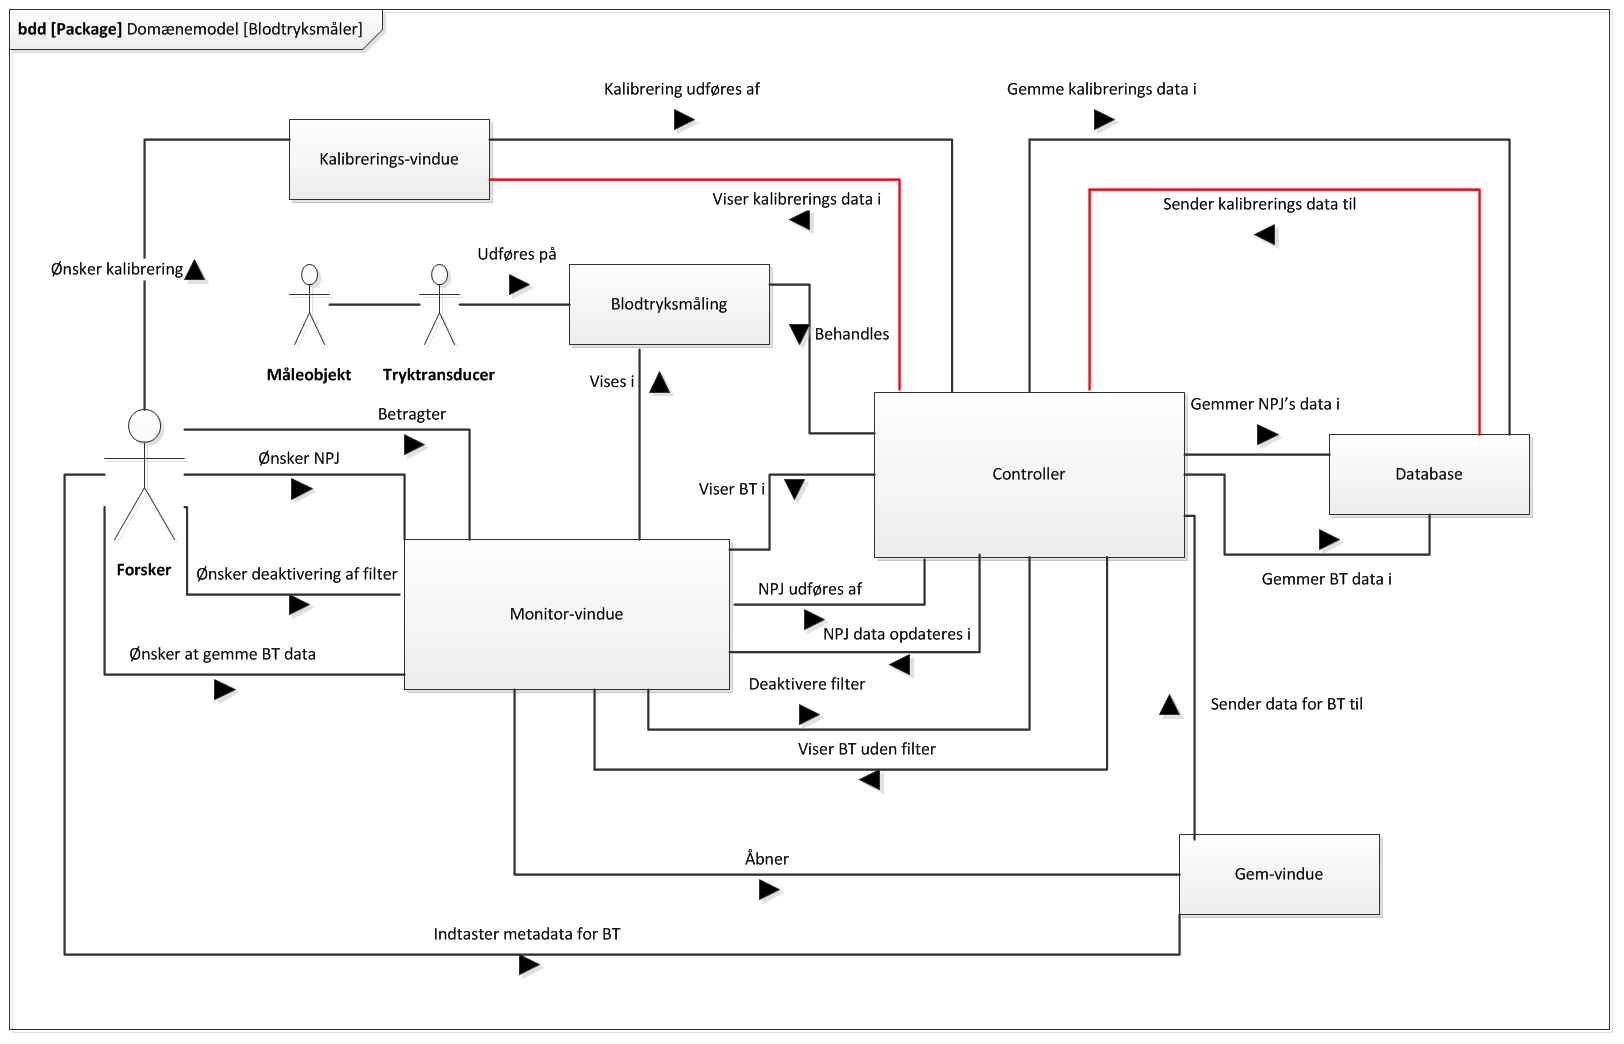 bdd [Package] Domænemodel [Blodtryksmåler]
Kalibrering udføres af
Gemme kalibrerings data i
Kalibrerings-vindue
Viser kalibrerings data i
Sender kalibrerings data til
Udføres på
Ønsker kalibrering
Blodtryksmåling
Behandles
Måleobjekt
Tryktransducer
Vises i
Betragter
Gemmer NPJ's data i
Ønsker NPJ
Controller
Database
Viser BT i
Forsker
Ønsker deaktivering af filter
Gemmer BT data i
NPJ udføres af
Monitor-vindue
NPJ data opdateres i
Ønsker at gemme BT data
Deaktivere filter
Sender data for BT til
Viser BT uden filter
Åbner
Gem-vindue
Indtaster metadata for BT